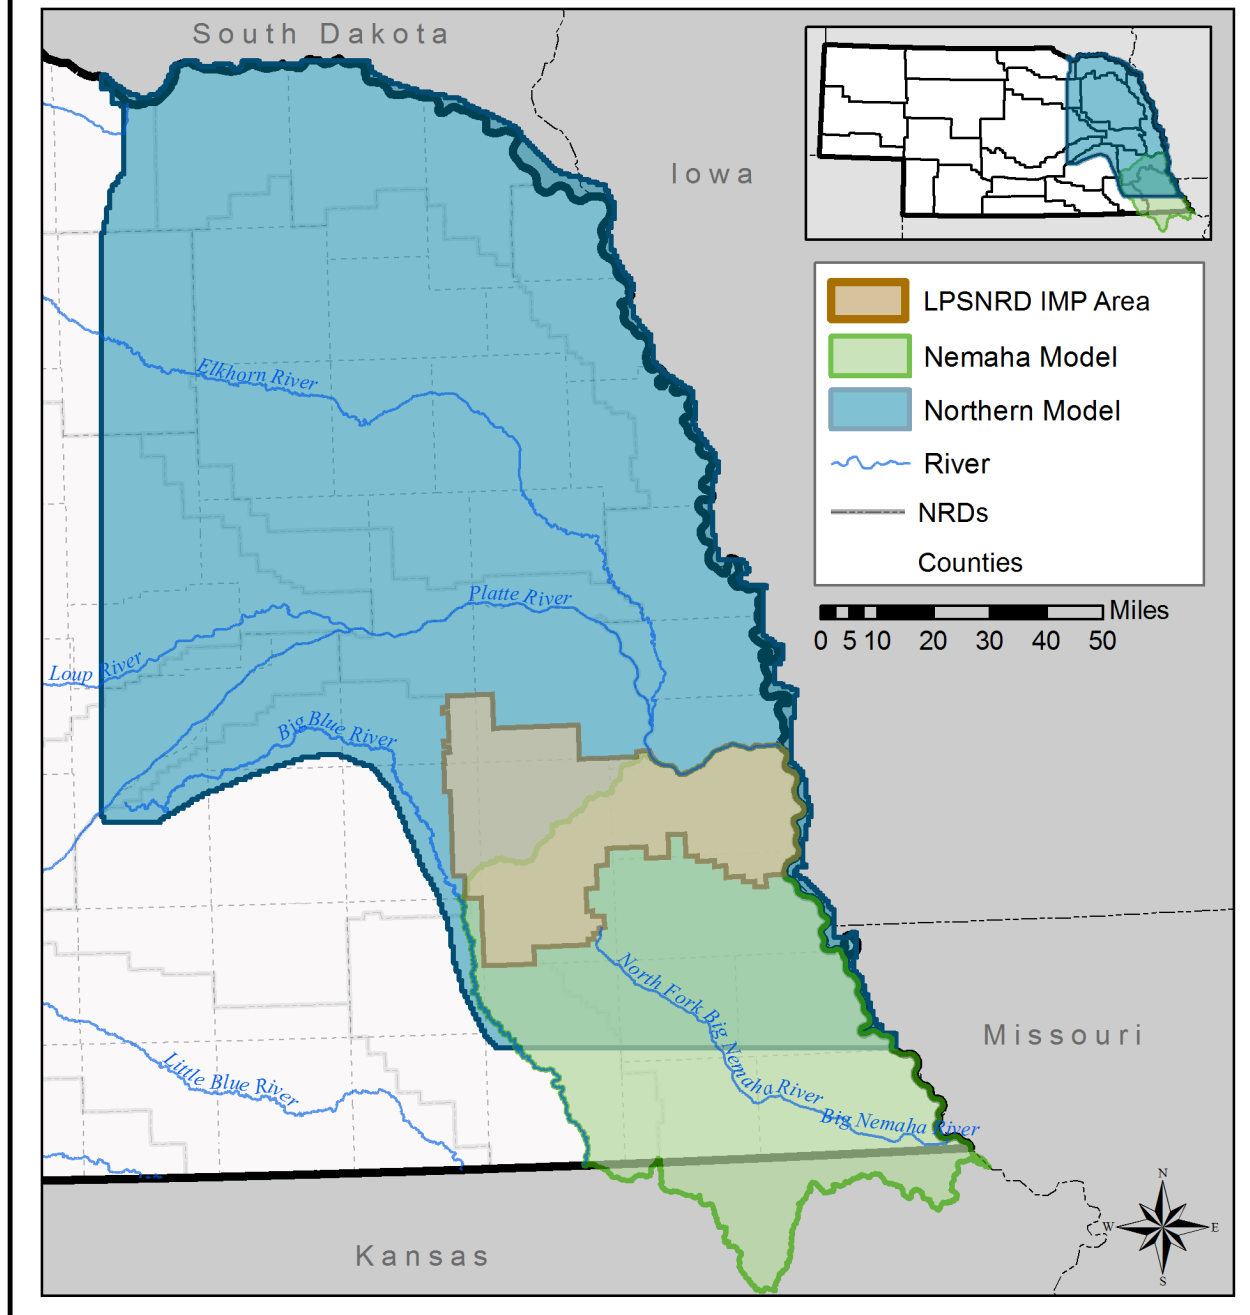 South Dakota
Iowa
LPSNRD IMP Area
Nemaha Model
Northern Model
River
NRDs
Counties
Miles
0 5 10 20 30 40 50
Elkhorn River
Platte River
Loup River
Big Blue River
North Fork Big Nemaha River
Big Nemaha River
Little Blue River
Missouri
Kansas
N
W E
S